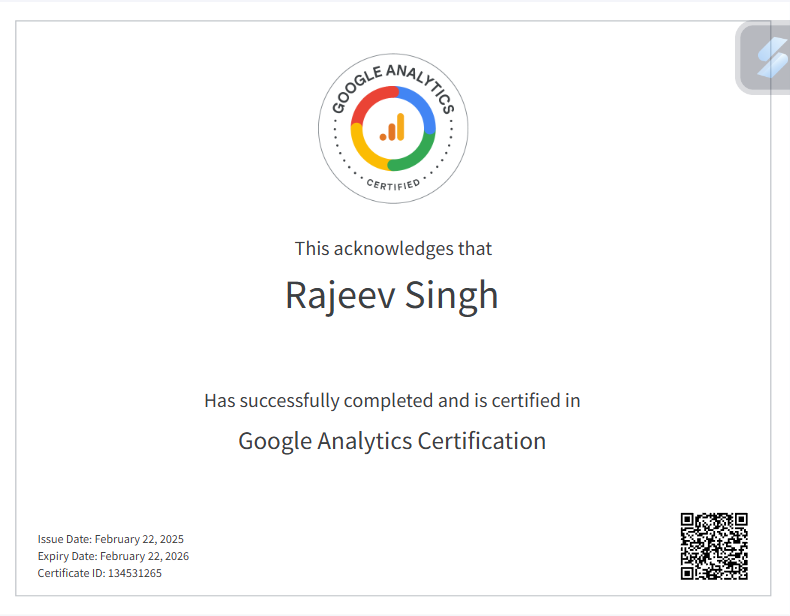 GOOGLE ANALYTICS
CERTIFIED
This acknowledges that
Rajeev Singh
Has successfully completed and is certified in
Google Analytics Certification
Issue Date: February 22, 2025
Expiry Date: February 22, 2026
Certificate ID: 134531265